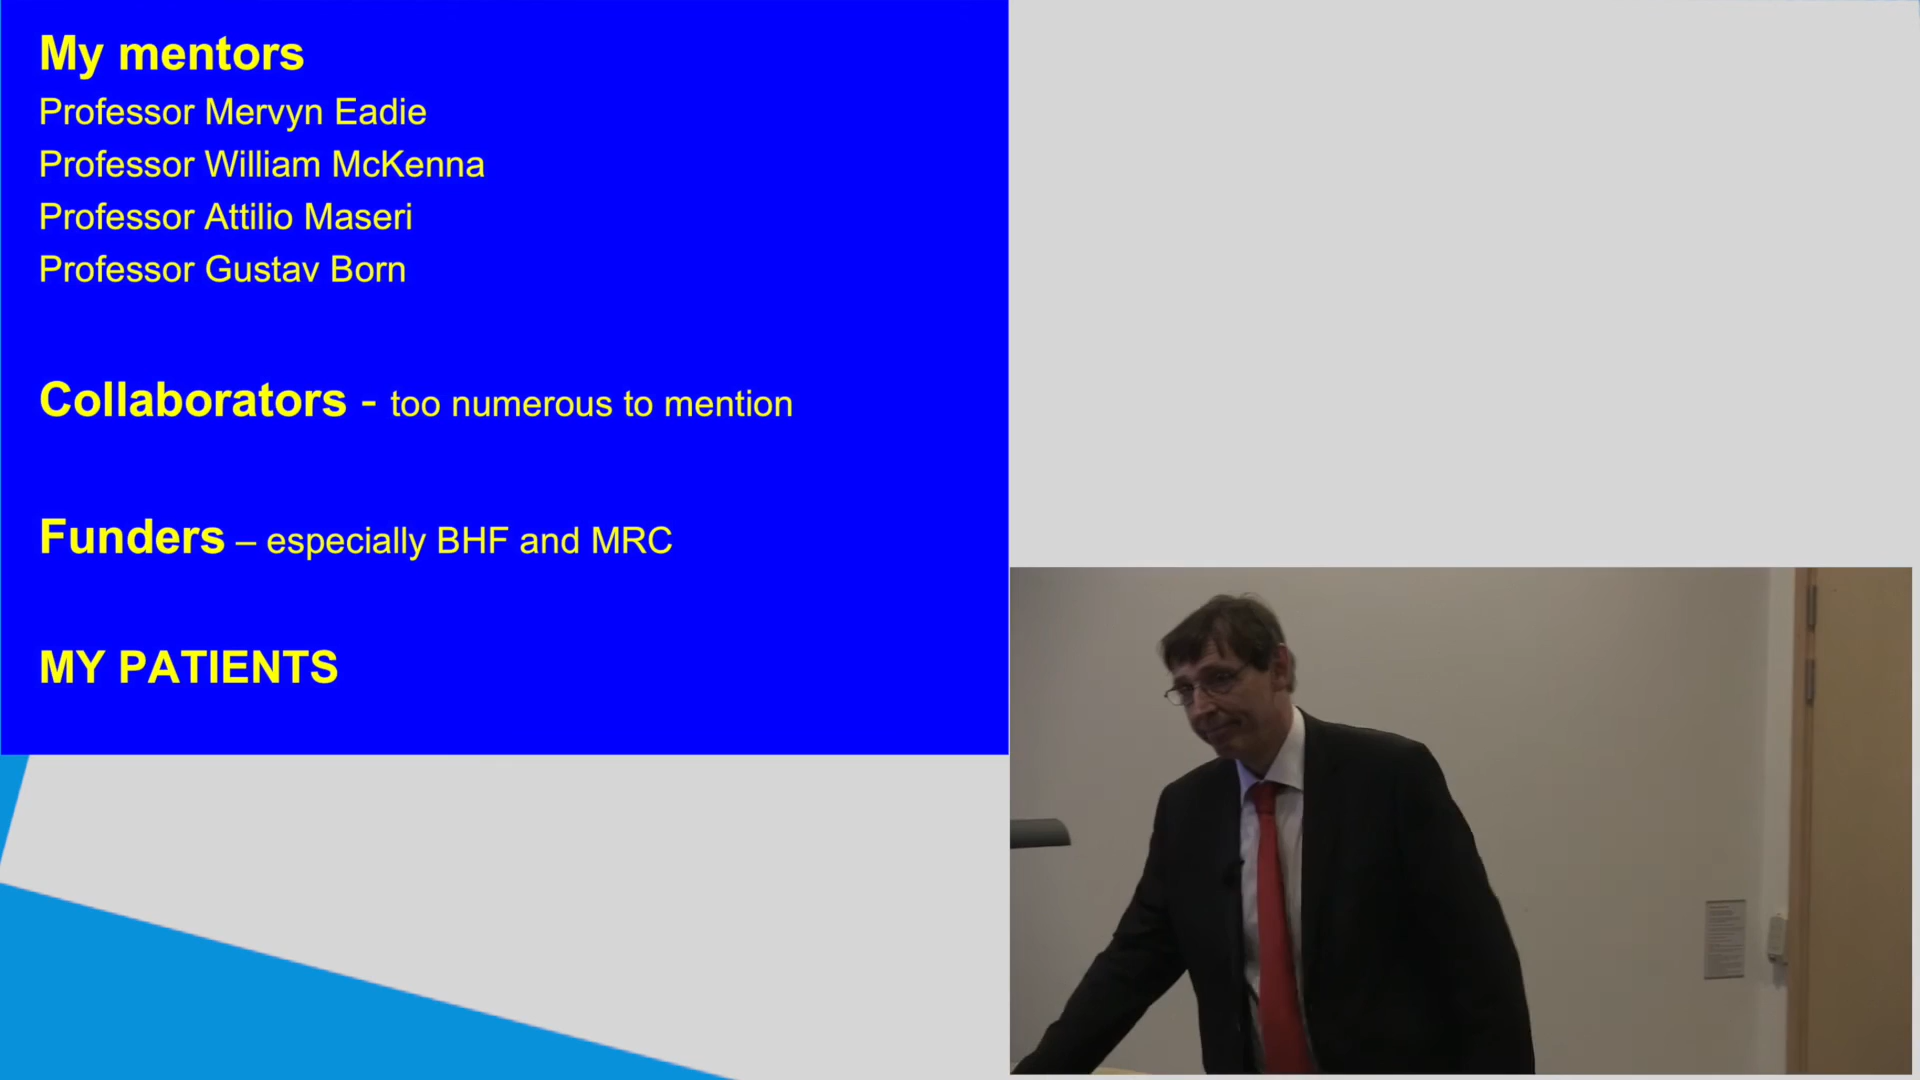 My mentors
Professor Mervyn Eadie
Professor William McKenna
Professor Attilio Maseri
Professor Gustav Born
Collaborators - too numerous to mention
Funders – especially BHF and MRC
MY PATIENTS